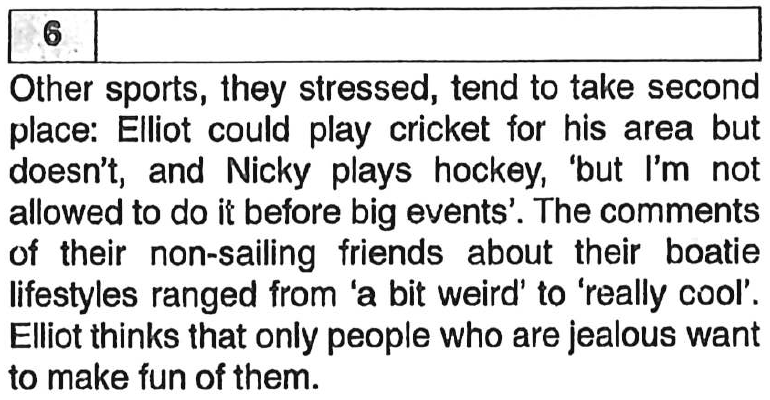 6
Other sports, they stressed, tend to take second
place: Elliot could play cricket for his area but
doesn't, and Nicky plays hockey, 'but I'm not
allowed to do it before big events'. The comments
of their non-sailing friends about their boatie
lifestyles ranged from 'a bit weird' to 'really cool'.
Elliot thinks that only people who are jealous want
to make fun of them.